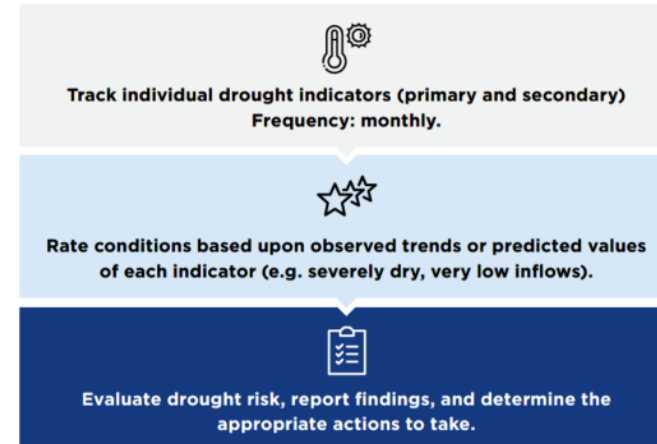 Track individual drought indicators (primary and secondary)
Frequency: monthly.
Rate conditions based upon observed trends or predicted values
of each indicator (e.g. severely dry, very low inflows).
Evaluate drought risk, report findings, and determine the
appropriate actions to take.